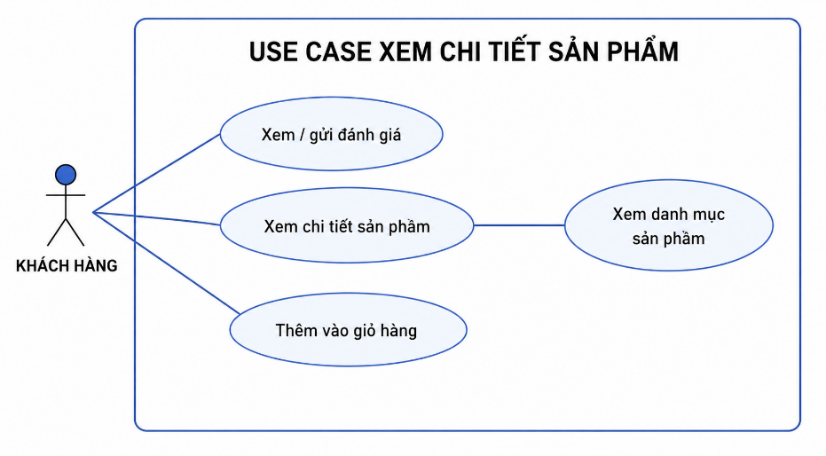 USE CASE XEM CHI TIẾT SẢN PHẨM
Xem / gửi đánh giá
Xem chi tiết sản phẩm
Xem danh mục
sản phẩm
KHÁCH HÀNG
Thêm vào giỏ hàng